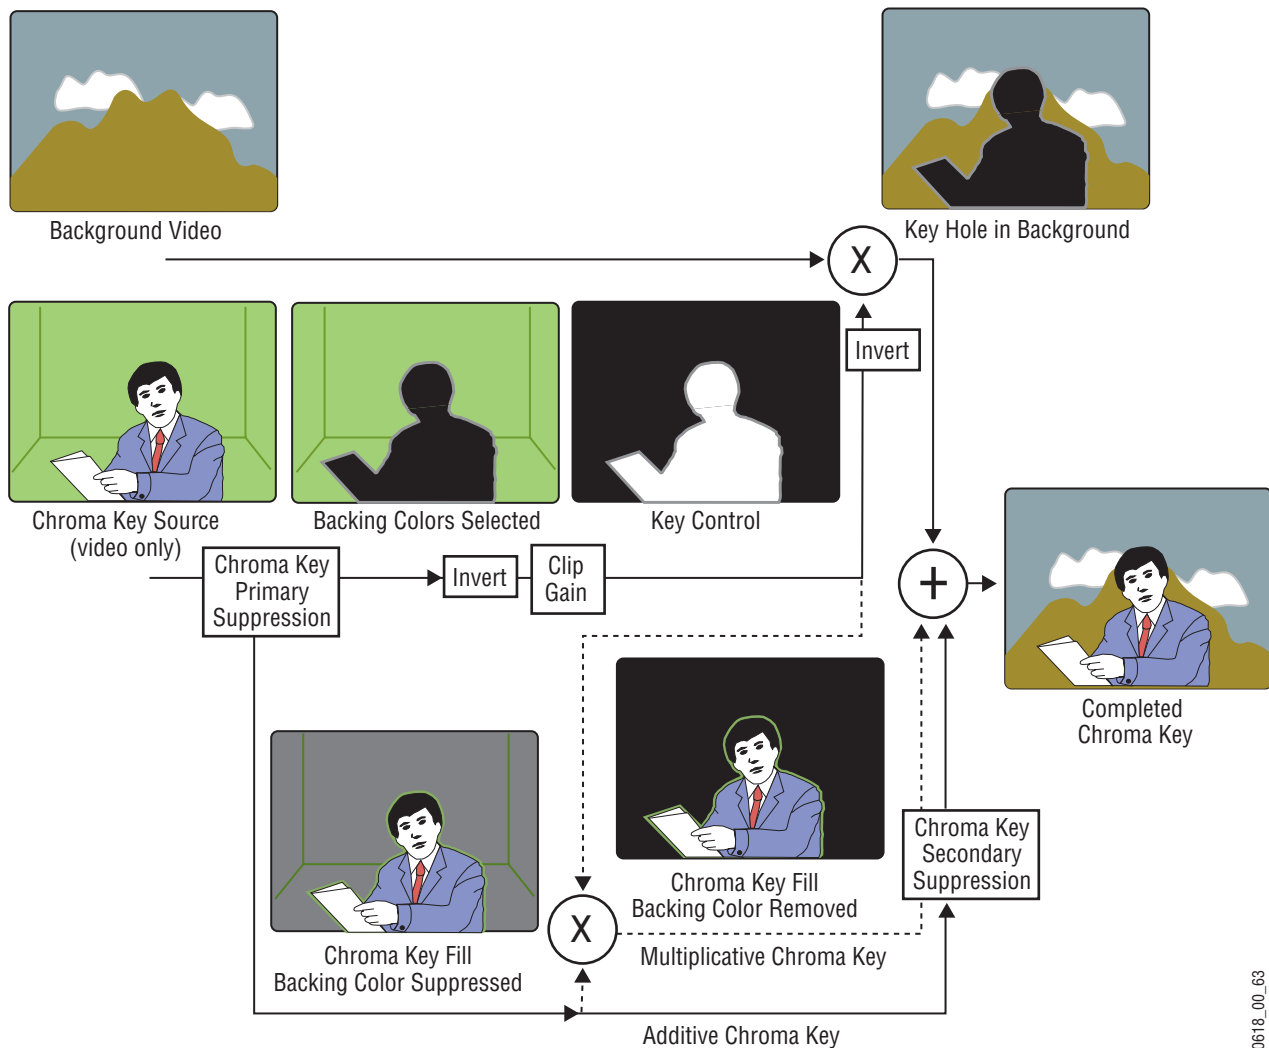 Background Video
Key Hole in Background
X
Invert
Chroma Key Source
(video only)
Backing Colors Selected
Key Control
Chroma Key
Primary
Suppression
Invert
Clip
Gain
+
Completed
Chroma Key
Chroma Key Fill
Backing Color Removed
Chroma Key
Secondary
Suppression
X
Chroma Key Fill
Backing Color Suppressed
Multiplicative Chroma Key
Additive Chroma Key
0618_00_63